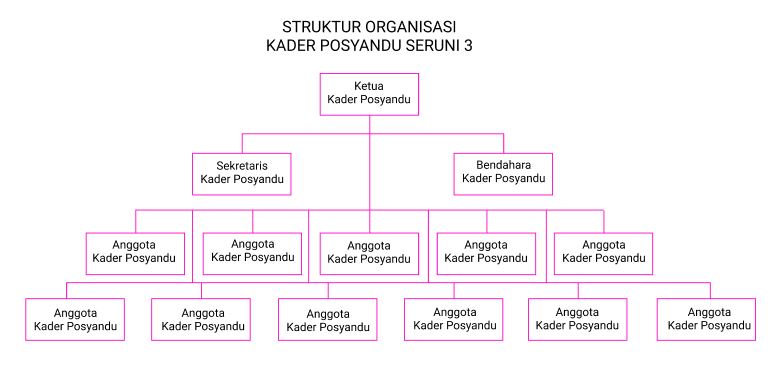 STRUKTUR ORGANISASI
KADER POSYANDU SERUNI 3
Ketua
Kader Posyandu
Sekretaris
Kader Posyandu
Bendahara
Kader Posyandu
Anggota
Kader Posyandu
Anggota
Kader Posyandu
Anggota
Kader Posyandu
Anggota
Kader Posyandu
Anggota
Kader Posyandu
Anggota
Kader Posyandu
Anggota
Kader Posyandu
Anggota
Kader Posyandu
Anggota
Kader Posyandu
Anggota
Kader Posyandu
Anggota
Kader Posyandu